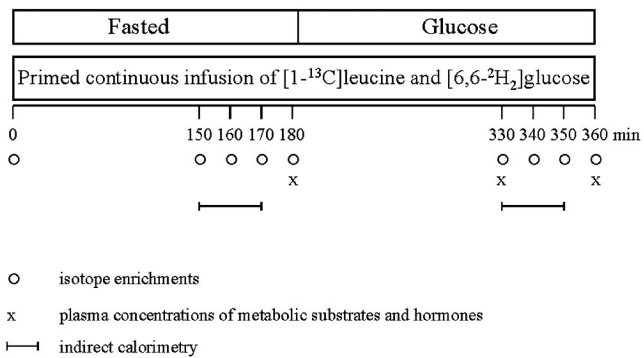 Fasted Glucose
Primed continuous infusion of [1-¹³C]leucine and [6,6-²H₂]glucose
0 150 160 170 180 330 340 350 360 min
x x x
isotope enrichments
x plasma concentrations of metabolic substrates and hormones
indirect calorimetry